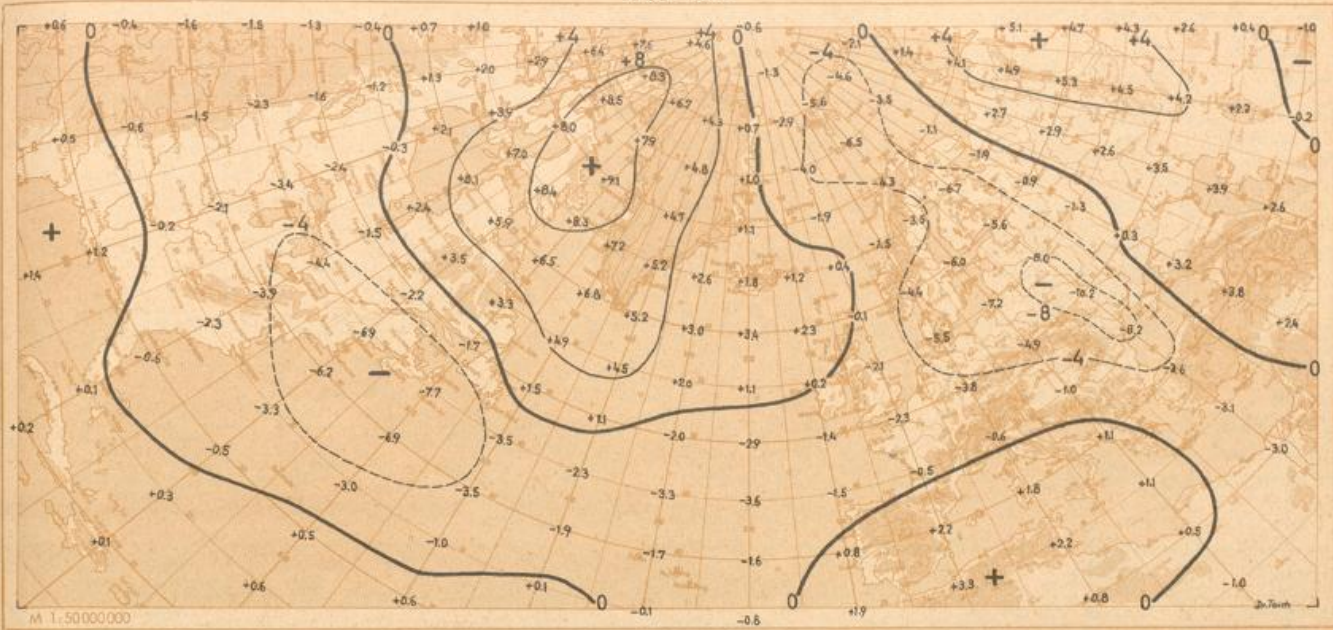 +0.6 -0.4 -1.6 -1.5 -1.3 -0.4 +0.7 +1.0 +4 +4 -0.6 -2.1 +5.1 +4.7 +4.3 +2.6 +0.4 -1.0
0 0 +6.4 +7.6 4.6 0 -4 0 +1.4 +4 + +4 0
-2.3 -1.6 -1.2 +1.3 +2.0 +8 +8.3 -1.3 -4.6 +4.1 +4.9 +5.3 +4.5 -
+0.5 -0.6 -1.5 +2.1 +3.9 +8.0 +8.5 +6.2 -5.6 -3.5 +2.7 +4.2 +2.3 -0.2
-0.3 +7.0 +7.9 +0.7 -2.9 -6.5 -1.1 +2.9 +2.6 0
-3.4 -2.4 +8.1 +8.4 + +9.1 +4.8 +1.0 -4.0 -4.3 -1.9 -0.9 +3.5
-2.1 +2.4 +5.9 +8.3 +4.7 -1.9 -6.7 -1.3 +3.9 +2.6
+ -0.2 -4 -1.5 +7.2 +1.1 -3.5 -5.6 +0.3
+1.2 -4.4 +3.5 +6.5 +5.2 +0.4 -1.5 -6.0 -8.0 +3.2
+1.4 -3.9 -2.2 +3.3 +6.8 +2.6 +1.8 +1.2 -4.4 -7.2 - -10.2 +3.8
-2.3 -6.9 +5.2 +3.0 +3.4 +2.3 -0.1 -8 -8.2 +2.4
-0.6 -1.7 +4.9 -5.5 -4.9 -4
+0.1 -6.2 - -7.7 +1.5 +4.5 +2.0 +1.1 +0.2 -2.1 -3.8 -1.0 -3.6 0
+0.2 -3.3 +1.1 -2.3 -3.1
-0.5 -6.9 -3.5 -2.0 -2.9 -1.4 -0.6 +1.1 -3.0
+0.3 -3.0 -3.5 -2.3 -3.3 -3.6 -1.5 -0.5 +1.8 +1.1
+0.1 +0.5 -1.0 -1.9 -1.7 -1.6 +0.8 +2.2 +2.2 +0.5
+0.6 +0.6 +0.1 0 0 +3.3 + +0.8 0 -1.0
-0.1 -0.8 +1.9
M 1:50000000